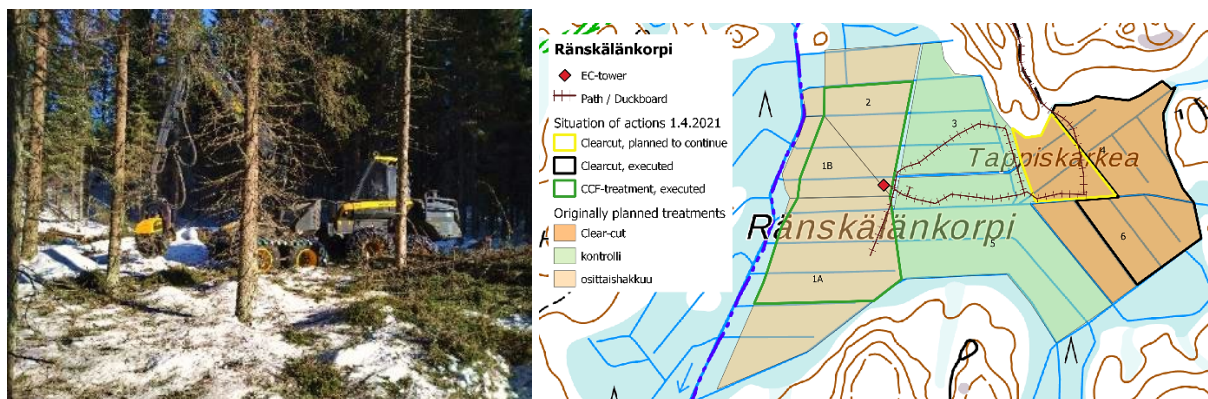 Ränskälänkorpi
EC-tower
Path / Duckboard
Situation of actions 1.4.2021
Clearcut, planned to continue
Clearcut, executed
CCF-treatment, executed
Originally planned treatments
Clear-cut
kontrolli
osittaishakkuu
2
3
4
Tappiskarkea
1B
Ränskälänkorpi
5
6
1A